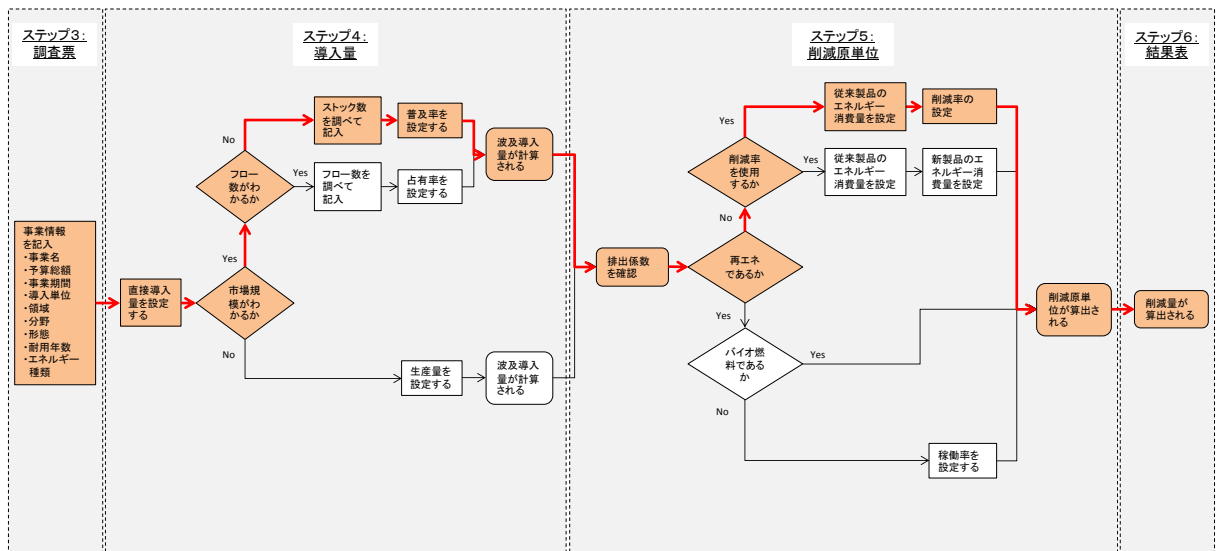 ステップ3：
調査票
事業情報
を記入
・事業名
・予算総額
・事業期間
・導入単位
・領域
・分野
・形態
・耐用年数
・エネルギー
種類
ステップ4：
導入量
直接導入
量を設定
する
市場規
模がわ
かるか
Yes
No
フロー
数がわ
かるか
No
Yes
ストック数
を調べて
記入
普及率を
設定する
フロー数を
調べて
記入
占有率を
設定する
波及導入
量が計算
される
生産量を
設定する
波及導入
量が計算
される
ステップ5：
削減原単位
排出係数
を確認
再エネ
であるか
No
Yes
削減率
を使用
するか
Yes
Yes
従来製品の
エネルギー
消費量を設定
削減率の
設定
従来製品の
エネルギー
消費量を設定
新製品のエ
ネルギー消
費量を設定
バイオ燃
料である
か
Yes
No
稼働率を
設定する
削減原単
位が算出さ
れる
ステップ6：
結果表
削減量が
算出される